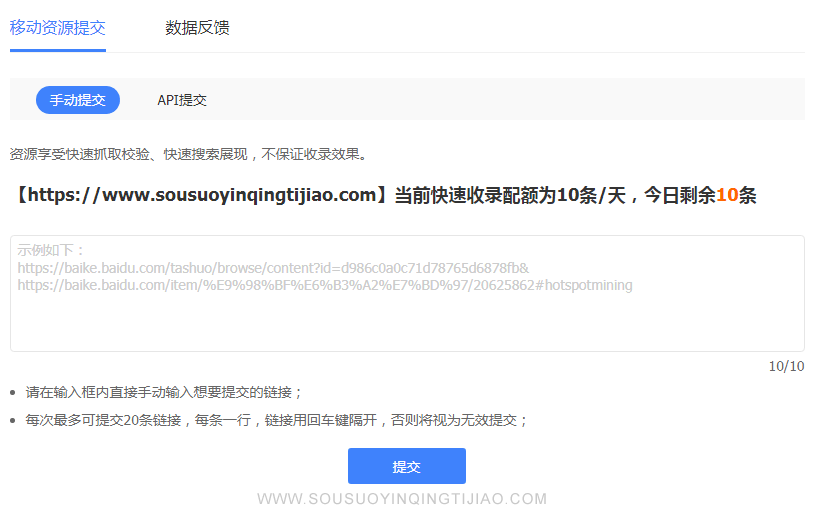 移动资源提交 数据反馈
手动提交 API提交
资源享受快速抓取校验、快速搜索展现，不保证收录效果。
【https://www.sousuoyinqingtijiao.com】当前快速收录配额为10条/天，今日剩余10条
示例如下：
https://baike.baidu.com/tashuo/browse/content?id=d986c0a0c71d78765d6878fb&
https://baike.baidu.com/item/%E9%98%BF%E6%B3%A2%E7%BD%97/20625862#hotspotmining
10/10
请在输入框内直接手动输入想要提交的链接；
每次最多可提交20条链接，每条一行，链接用回车键隔开，否则将视为无效提交；
提交
WWW.SOUSUOYINQINGTIJIAO.COM